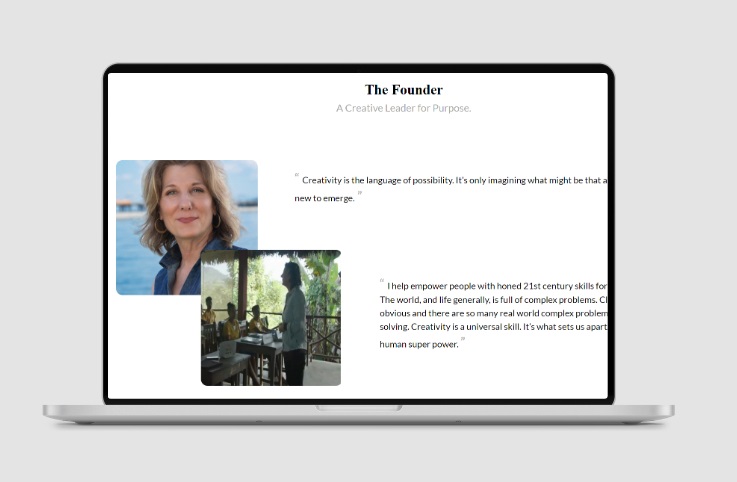 The Founder
A Creative Leader for Purpose.
" Creativity is the language of possibility. It's only imagining what might be that a
new to emerge. "
" I help empower people with honed 21st century skills for
The world, and life generally, is full of complex problems. Cl
obvious and there are so many real world complex problem
solving. Creativity is a universal skill. It's what sets us apart
human super power. "